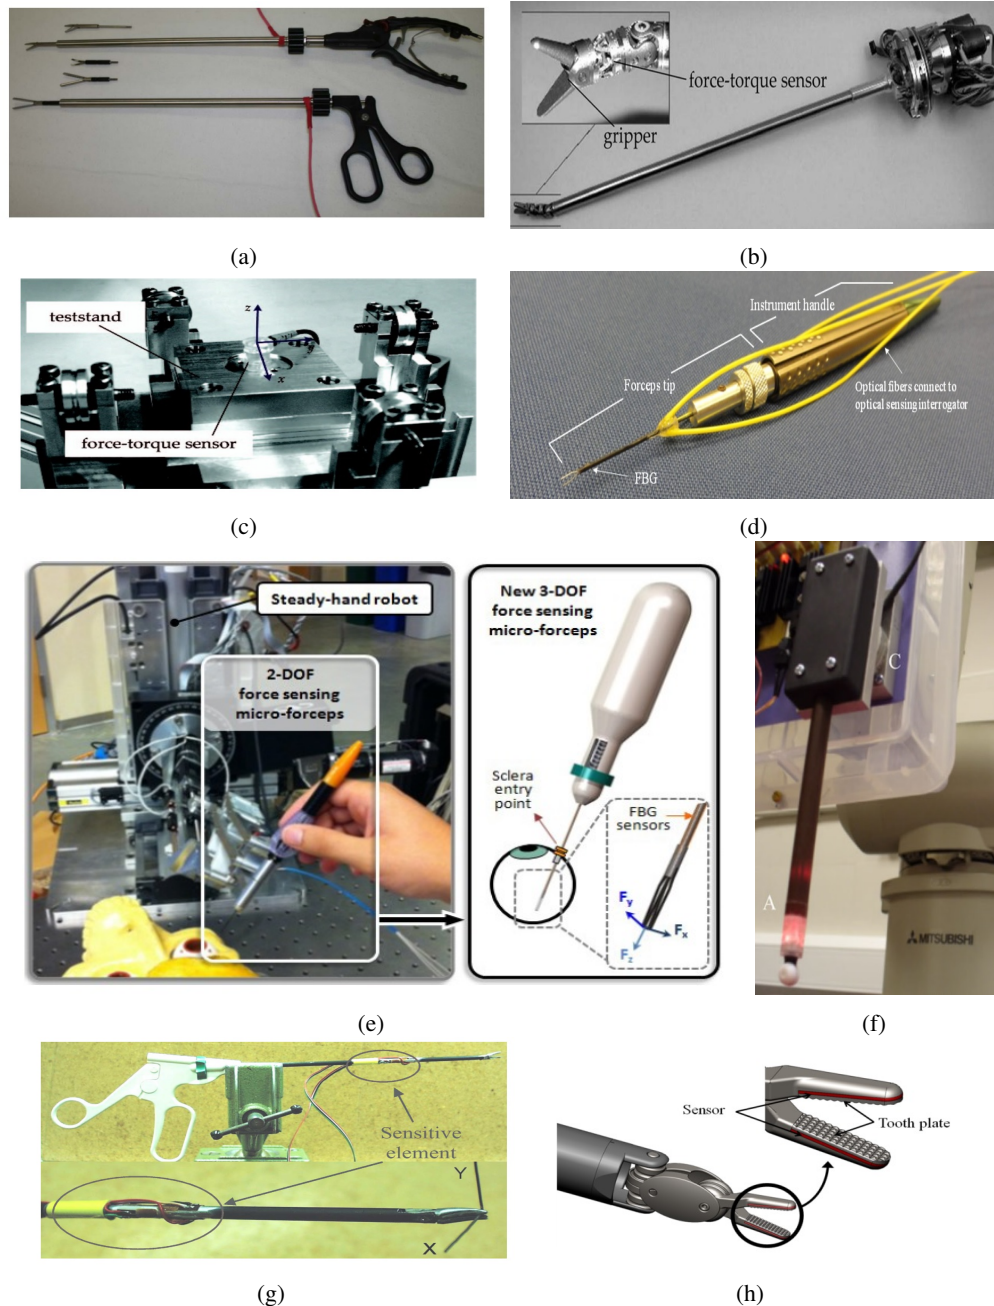 (a)
force-torque sensor
gripper
(b)
teststand
z
x
force-torque sensor
(c)
Instrument handle
Forceps tip
Optical fibers connect to
optical sensing interrogator
FBG
(d)
Steady-hand robot
2-DOF
force sensing
micro-forceps
New 3-DOF
force sensing
micro-forceps
Sclera
entry
point
FBG
sensors
Fy
Fx
Fz
(e)
C
A
MITSUBISHI
(f)
Sensitive
element
Y
X
(g)
Sensor
Tooth plate
(h)